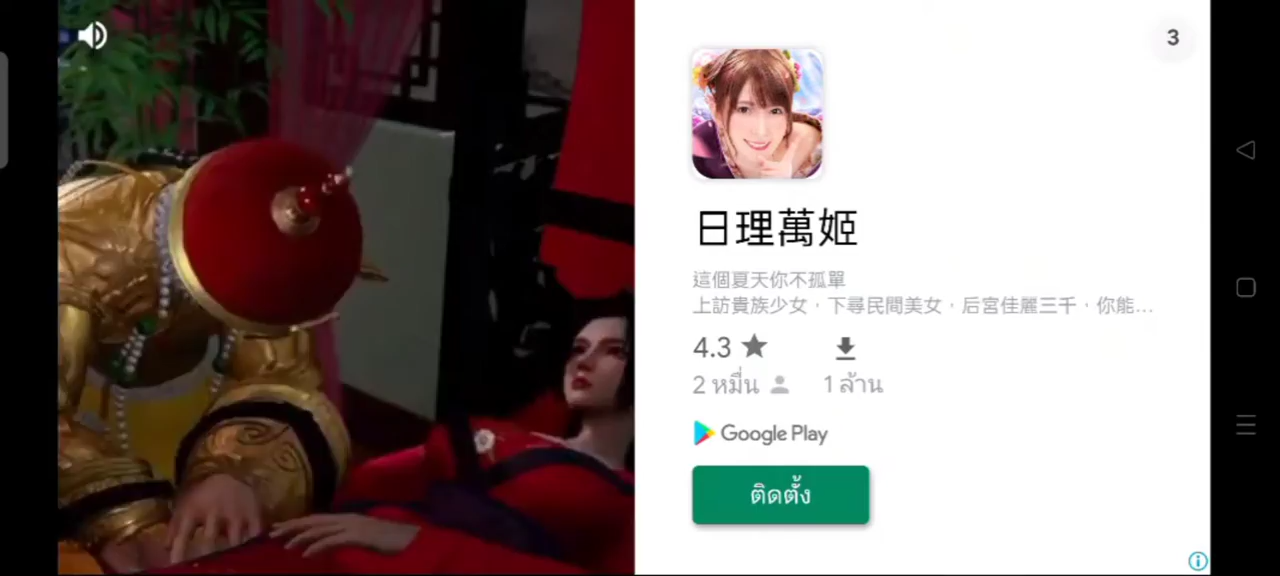 3
日理萬姬
這個夏天你不孤單
上訪貴族少女，下尋民間美女，后宮佳麗三千，你能...
4.3
2 หมื่น 1 ล้าน
Google Play
ติดตั้ง